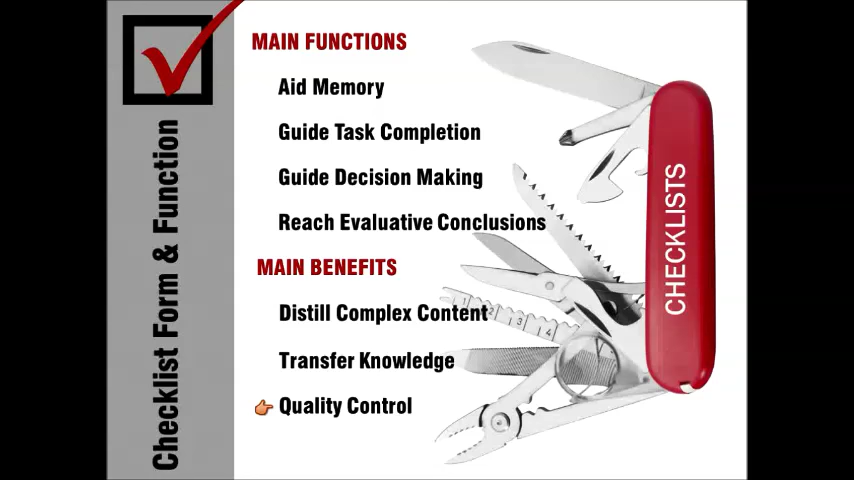 Checklist Form & Function
MAIN FUNCTIONS
Aid Memory
Guide Task Completion
Guide Decision Making
Reach Evaluative Conclusions
MAIN BENEFITS
Distill Complex Content
Transfer Knowledge
Quality Control
CHECKLISTS